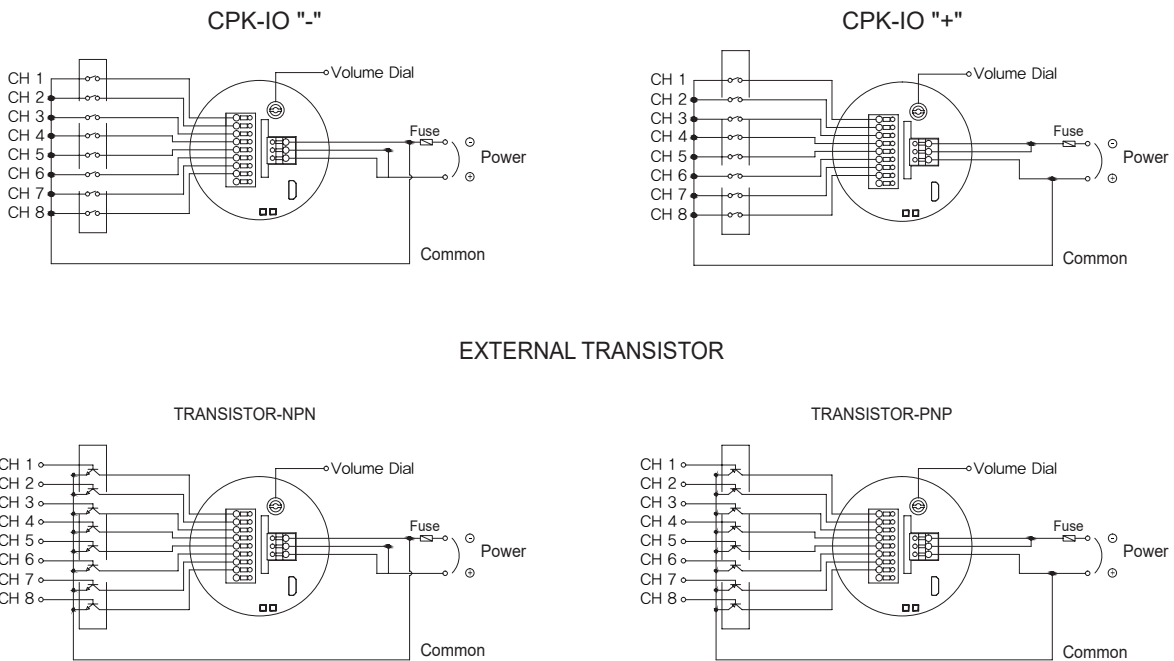 CPK-IO "-"
CH 1
CH 2
CH 3
CH 4
CH 5
CH 6
CH 7
CH 8
Volume Dial
Fuse
Power
Common
CPK-IO "+"
CH 1
CH 2
CH 3
CH 4
CH 5
CH 6
CH 7
CH 8
Volume Dial
Fuse
Power
Common
EXTERNAL TRANSISTOR
TRANSISTOR-NPN
CH 1
CH 2
CH 3
CH 4
CH 5
CH 6
CH 7
CH 8
Volume Dial
Fuse
Power
Common
TRANSISTOR-PNP
CH 1
CH 2
CH 3
CH 4
CH 5
CH 6
CH 7
CH 8
Volume Dial
Fuse
Power
Common